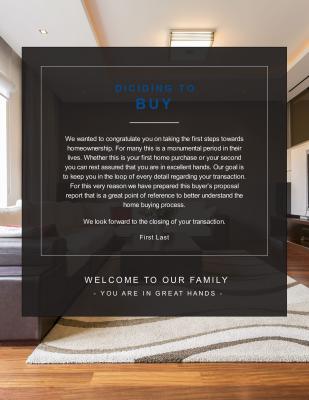 DICIDING TO
BUY
We wanted to congratulate you on taking the first steps towards
homeownership. For many this is a monumental period in their
lives. Whether this is your first home purchase or your second
you can rest assured that you are in excellent hands. Our goal is
to keep you in the loop of every detail regarding your transaction.
For this very reason we have prepared this buyer's proposal
report that is a great point of reference to better understand the
home buying process.
We look forward to the closing of your transaction.
First Last
WELCOME TO OUR FAMILY
- YOU ARE IN GREAT HANDS -